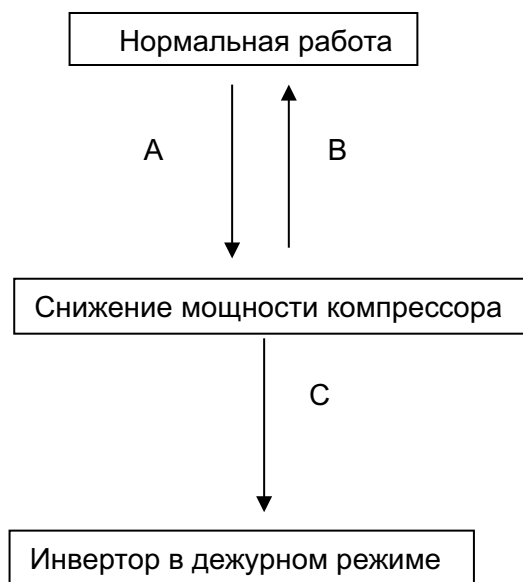 Нормальная работа
A B
Снижение мощности компрессора
C
Инвертор в дежурном режиме